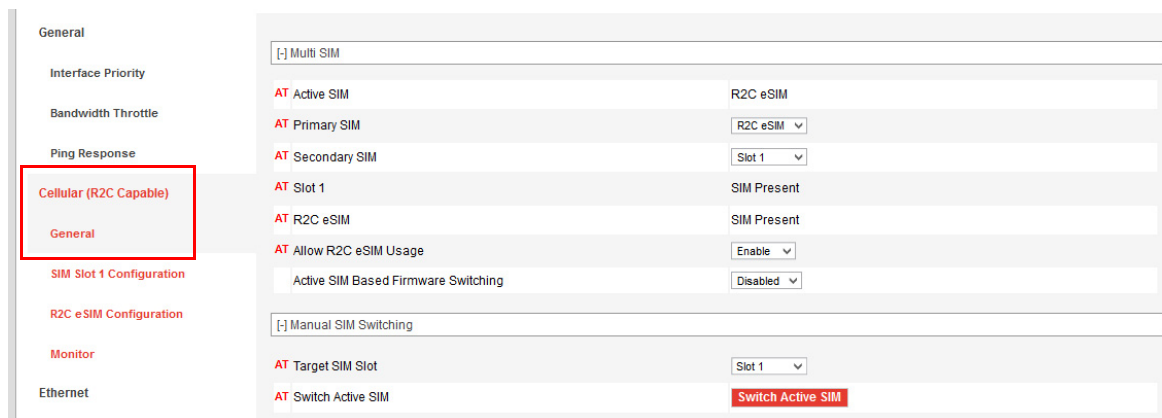 General
Interface Priority
Bandwidth Throttle
Ping Response
Cellular (R2C Capable)
General
SIM Slot 1 Configuration
R2C eSIM Configuration
Monitor
Ethernet
[-] Multi SIM
AT Active SIM R2C eSIM
AT Primary SIM R2C eSIM
AT Secondary SIM Slot 1
AT Slot 1 SIM Present
AT R2C eSIM SIM Present
AT Allow R2C eSIM Usage Enable
Active SIM Based Firmware Switching Disabled
[-] Manual SIM Switching
AT Target SIM Slot Slot 1
AT Switch Active SIM Switch Active SIM